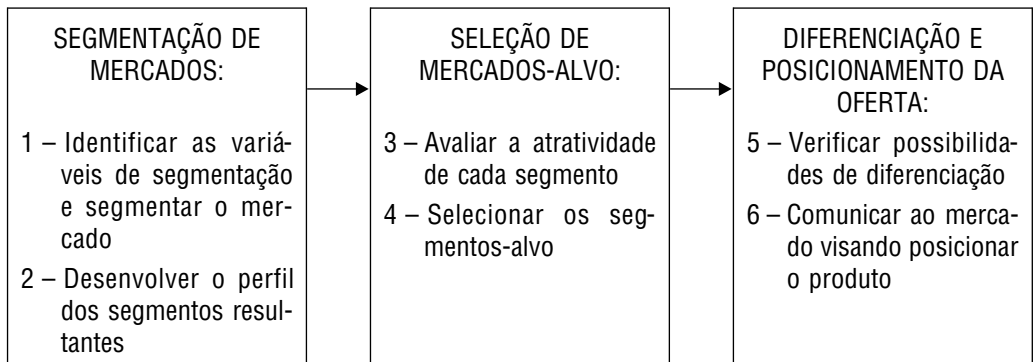 SEGMENTAÇÃO DE
MERCADOS:
1 – Identificar as variá-
veis de segmentação
e segmentar o mer-
cado
2 – Desenvolver o perfil
dos segmentos resul-
tantes
SELEÇÃO DE
MERCADOS-ALVO:
3 – Avaliar a atratividade
de cada segmento
4 – Selecionar os seg-
mentos-alvo
DIFERENCIAÇÃO E
POSICIONAMENTO DA
OFERTA:
5 – Verificar possibilida-
des de diferenciação
6 – Comunicar ao merca-
do visando posicionar
o produto